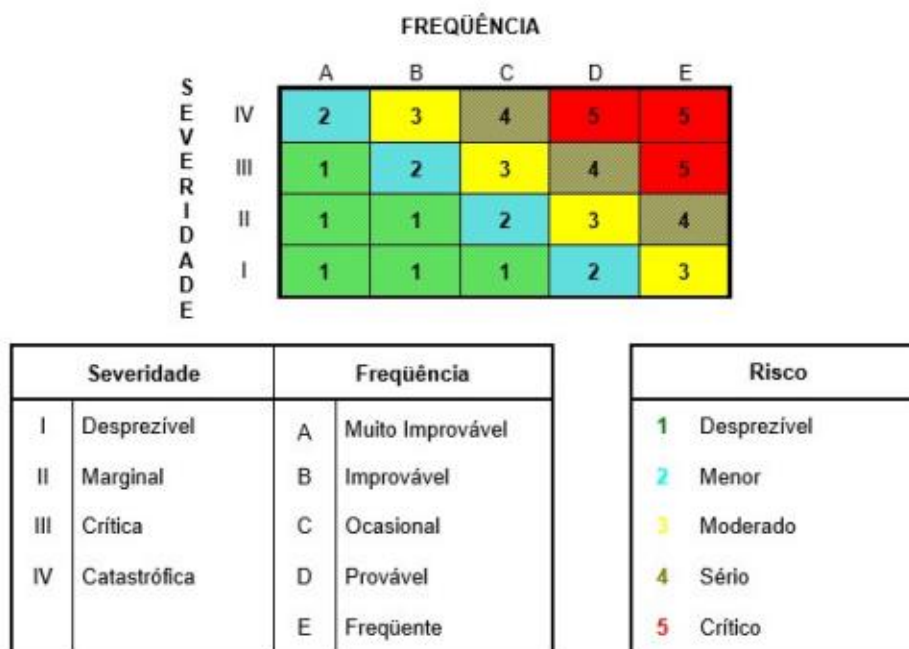 FREQÜÊNCIA
A B C D E
SEVERIDADE
IV 2 3 4 5 5
III 1 2 3 4 5
II 1 1 2 3 4
I 1 1 1 2 3
Severidade Freqüência
I Desprezível A Muito Improvável
II Marginal B Improvável
III Crítica C Ocasional
IV Catastrófica D Provável
E Freqüente
Risco
1 Desprezível
2 Menor
3 Moderado
4 Sério
5 Crítico